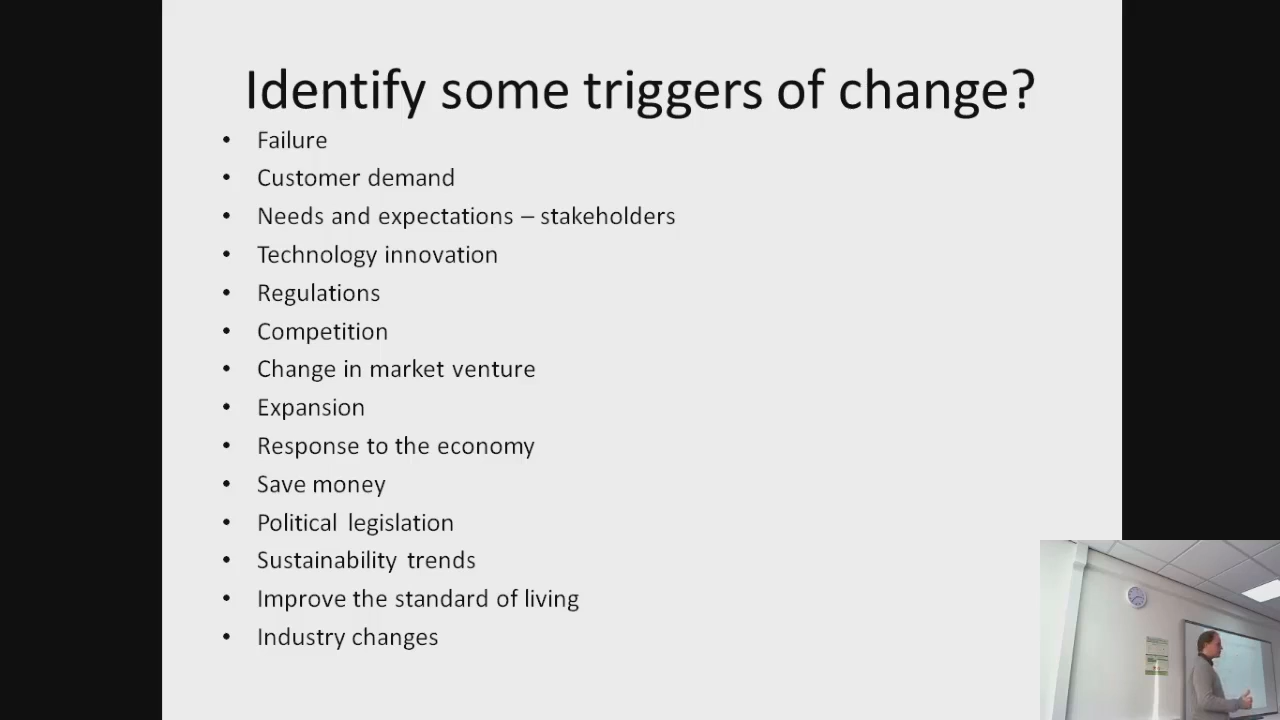 Identify some triggers of change?
• Failure
• Customer demand
• Needs and expectations – stakeholders
• Technology innovation
• Regulations
• Competition
• Change in market venture
• Expansion
• Response to the economy
• Save money
• Political legislation
• Sustainability trends
• Improve the standard of living
• Industry changes